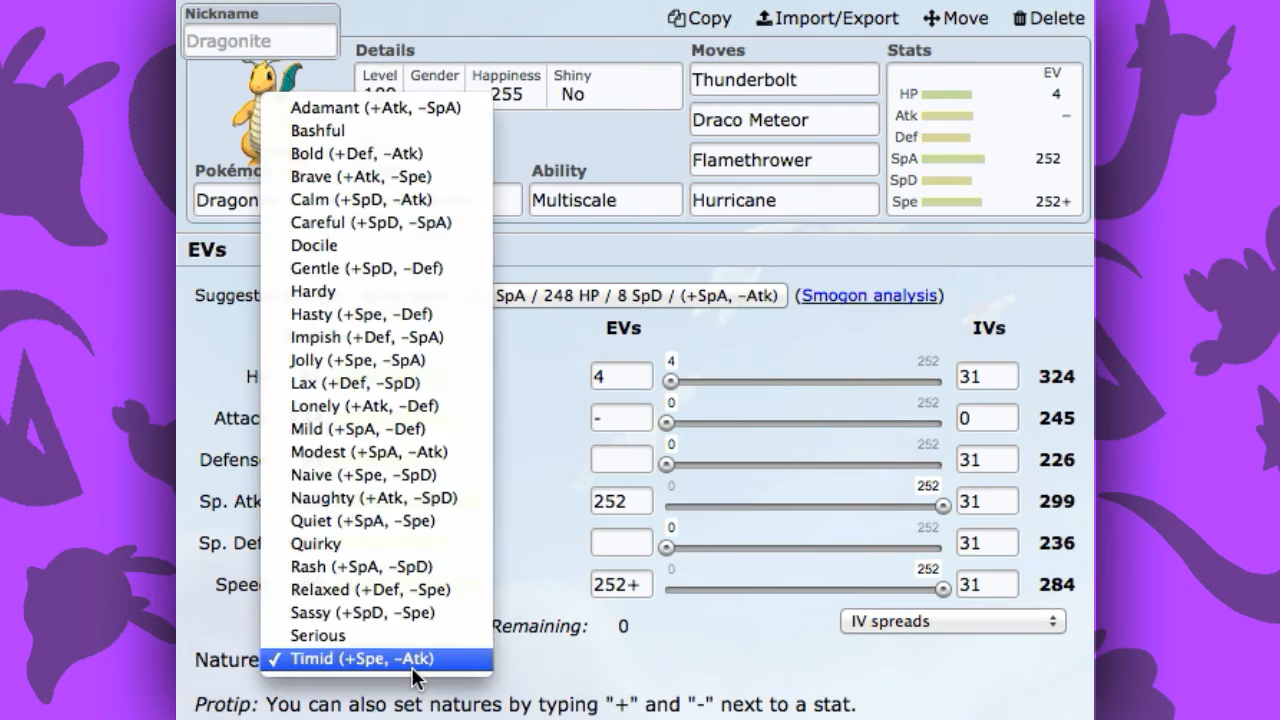 Nickname
Dragonite
Copy Import/Export Move Delete
Details
Level Gender Happiness Shiny
255 No
Ability
Multiscale
Moves
Thunderbolt
Draco Meteor
Flamethrower
Hurricane
Stats
EV
HP 4
Atk –
Def
SpA 252
SpD
Spe 252+
Pokémo
Dragon
EVs
Suggest SpA / 248 HP / 8 SpD / (+SpA, –Atk) (Smogon analysis)
EVs IVs
H 4 4 252 31 324
Attac - 0 252 0 245
Defens 0 252 31 226
Sp. Atk 252 0 252 31 299
Sp. De 0 252 31 236
Speed 252+ 0 252 31 284
Remaining: 0 IV spreads
Nature
Adamant (+Atk, –SpA)
Bashful
Bold (+Def, –Atk)
Brave (+Atk, –Spe)
Calm (+SpD, –Atk)
Careful (+SpD, –SpA)
Docile
Gentle (+SpD, –Def)
Hardy
Hasty (+Spe, –Def)
Impish (+Def, –SpA)
Jolly (+Spe, –SpA)
Lax (+Def, –SpD)
Lonely (+Atk, –Def)
Mild (+SpA, –Def)
Modest (+SpA, –Atk)
Naive (+Spe, –SpD)
Naughty (+Atk, –SpD)
Quiet (+SpA, –Spe)
Quirky
Rash (+SpA, –SpD)
Relaxed (+Def, –Spe)
Sassy (+SpD, –Spe)
Serious
✓ Timid (+Spe, –Atk)
Protip: You can also set natures by typing "+" and "-" next to a stat.